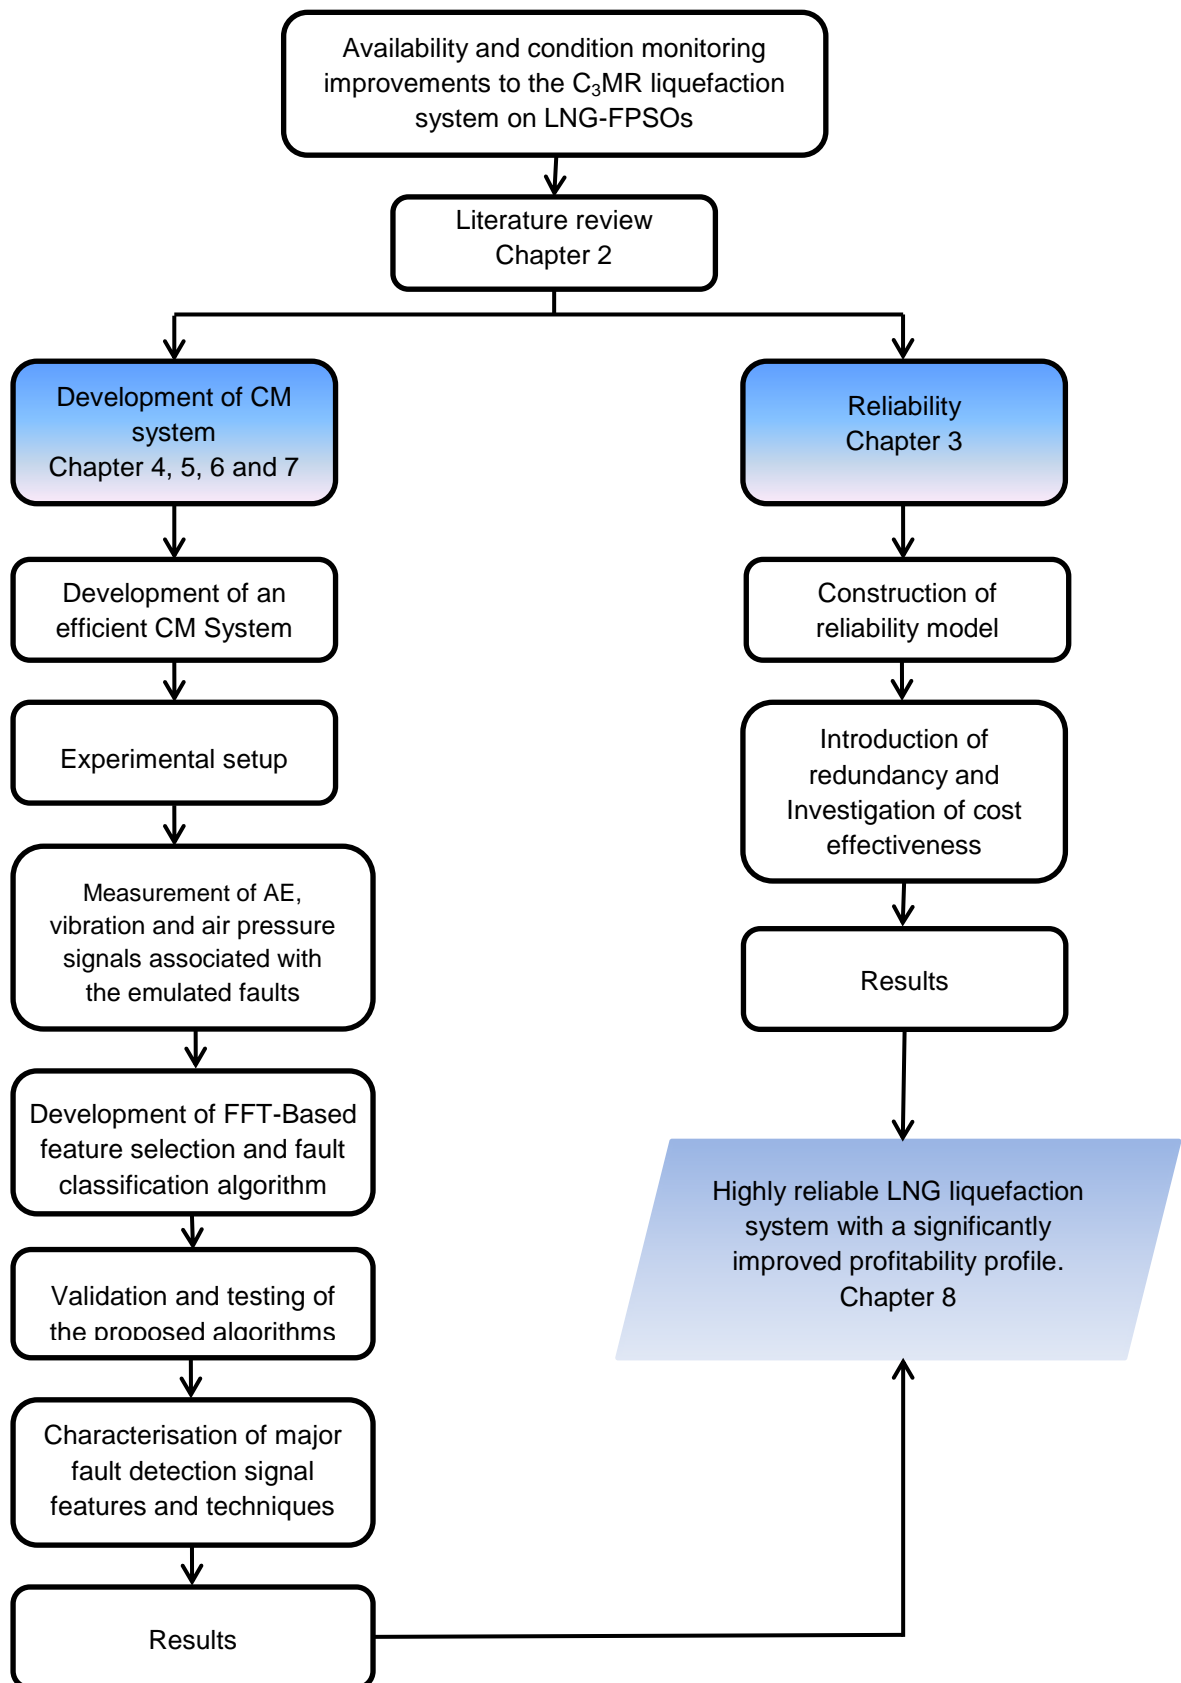 Availability and condition monitoring
improvements to the C₃MR liquefaction
system on LNG-FPSOs
Literature review
Chapter 2
Development of CM
system
Chapter 4, 5, 6 and 7
Development of an
efficient CM System
Experimental setup
Measurement of AE,
vibration and air pressure
signals associated with
the emulated faults
Development of FFT-Based
feature selection and fault
classification algorithm
Validation and testing of
the proposed algorithms
Characterisation of major
fault detection signal
features and techniques
Results
Reliability
Chapter 3
Construction of
reliability model
Introduction of
redundancy and
Investigation of cost
effectiveness
Results
Highly reliable LNG liquefaction
system with a significantly
improved profitability profile.
Chapter 8